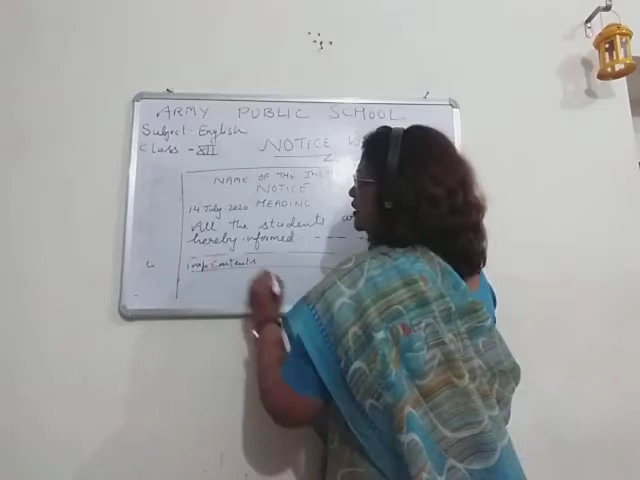 ARMY PUBLIC SCHOOL
Subject- English
Class - XII
NOTICE
NAME OF THE
NOTICE
14 July 2020 HEADING
All the students
hereby informed - - - -
imp Contents